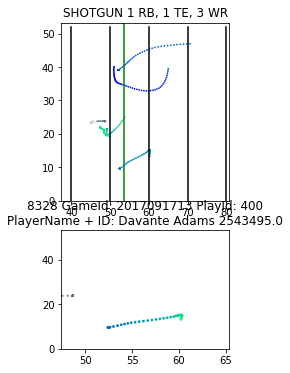 SHOTGUN 1 RB, 1 TE, 3 WR
50
40
30
20
10
0
40 50 60 70 80
8328 GameId: 2017091713 PlayId: 400
PlayerName + ID: Davante Adams 2543495.0
40
20
0
50 55 60 65